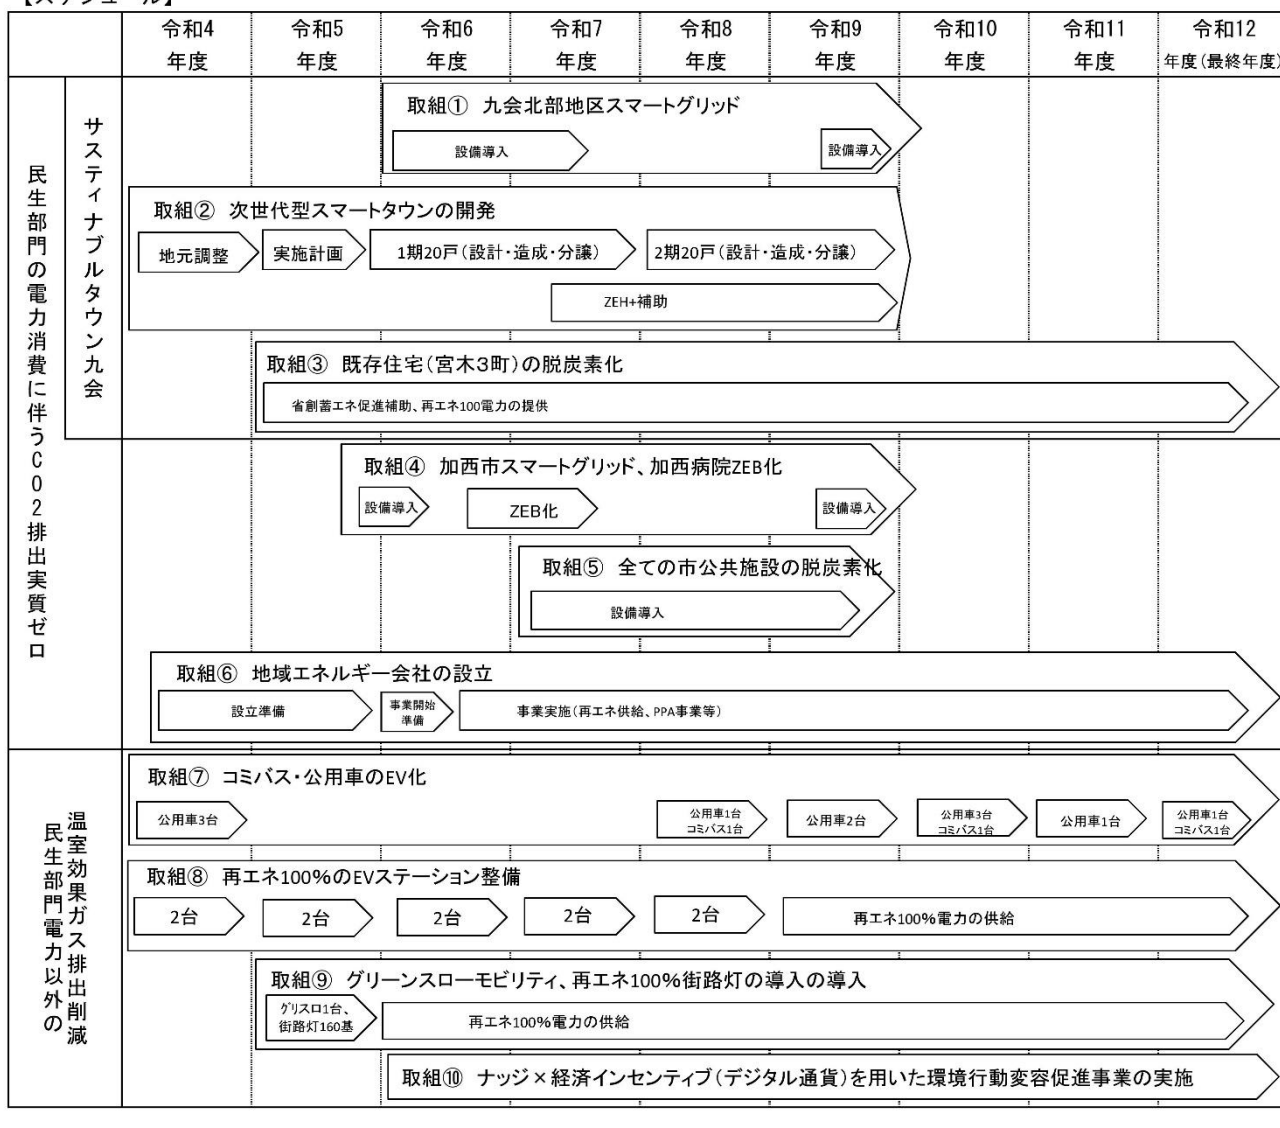 【スケジュール】
令和4
年度
令和5
年度
令和6
年度
令和7
年度
令和8
年度
令和9
年度
令和10
年度
令和11
年度
令和12
年度(最終年度)
民生部門の電力消費に伴うCO2排出実質ゼロ
サスティナブルタウン九会
取組① 九会北部地区スマートグリッド
設備導入
設備導入
取組② 次世代型スマートタウンの開発
地元調整
実施計画
1期20戸(設計・造成・分譲)
2期20戸(設計・造成・分譲)
ZEH+補助
取組③ 既存住宅(宮木3町)の脱炭素化
省創蓄エネ促進補助、再エネ100電力の提供
取組④ 加西市スマートグリッド、加西病院ZEB化
設備導入
ZEB化
設備導入
取組⑤ 全ての市公共施設の脱炭素化
設備導入
取組⑥ 地域エネルギー会社の設立
設立準備
事業開始
準備
事業実施(再エネ供給、PPA事業等)
民生部門電力以外の
温室効果ガス排出削減
取組⑦ コミバス・公用車のEV化
公用車3台
公用車1台
コミバス1台
公用車2台
公用車3台
コミバス1台
公用車1台
公用車1台
コミバス1台
取組⑧ 再エネ100%のEVステーション整備
2台
2台
2台
2台
2台
再エネ100%電力の供給
取組⑨ グリーンスローモビリティ、再エネ100%街路灯の導入の導入
グリスロ1台、
街路灯160基
再エネ100%電力の供給
取組⑩ ナッジ×経済インセンティブ(デジタル通貨)を用いた環境行動変容促進事業の実施